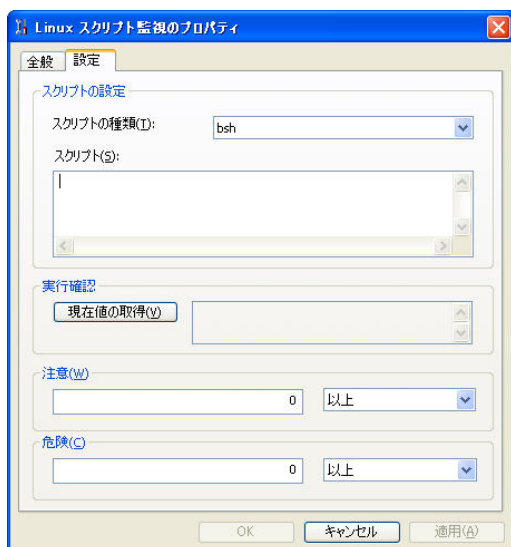 Linux スクリプト監視のプロパティ
全般 設定
スクリプトの設定
スクリプトの種類(T): bsh
スクリプト(S):
実行確認
現在値の取得(V)
注意(W)
0 以上
危険(C)
0 以上
OK キャンセル 適用(A)